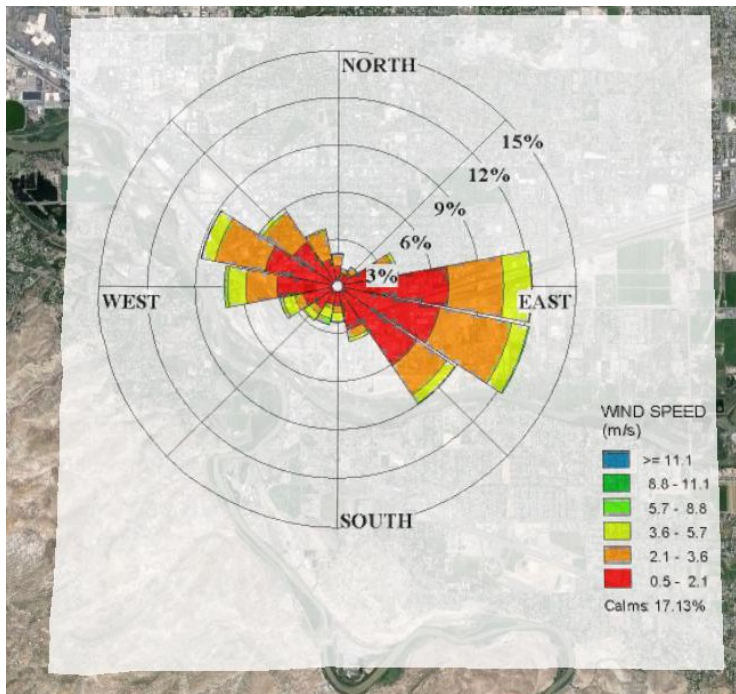 NORTH
15%
12%
9%
6%
3%
WEST
EAST
SOUTH
WIND SPEED
(m/s)
>= 11.1
8.8 - 11.1
5.7 - 8.8
3.6 - 5.7
2.1 - 3.6
0.5 - 2.1
Calms: 17.13%